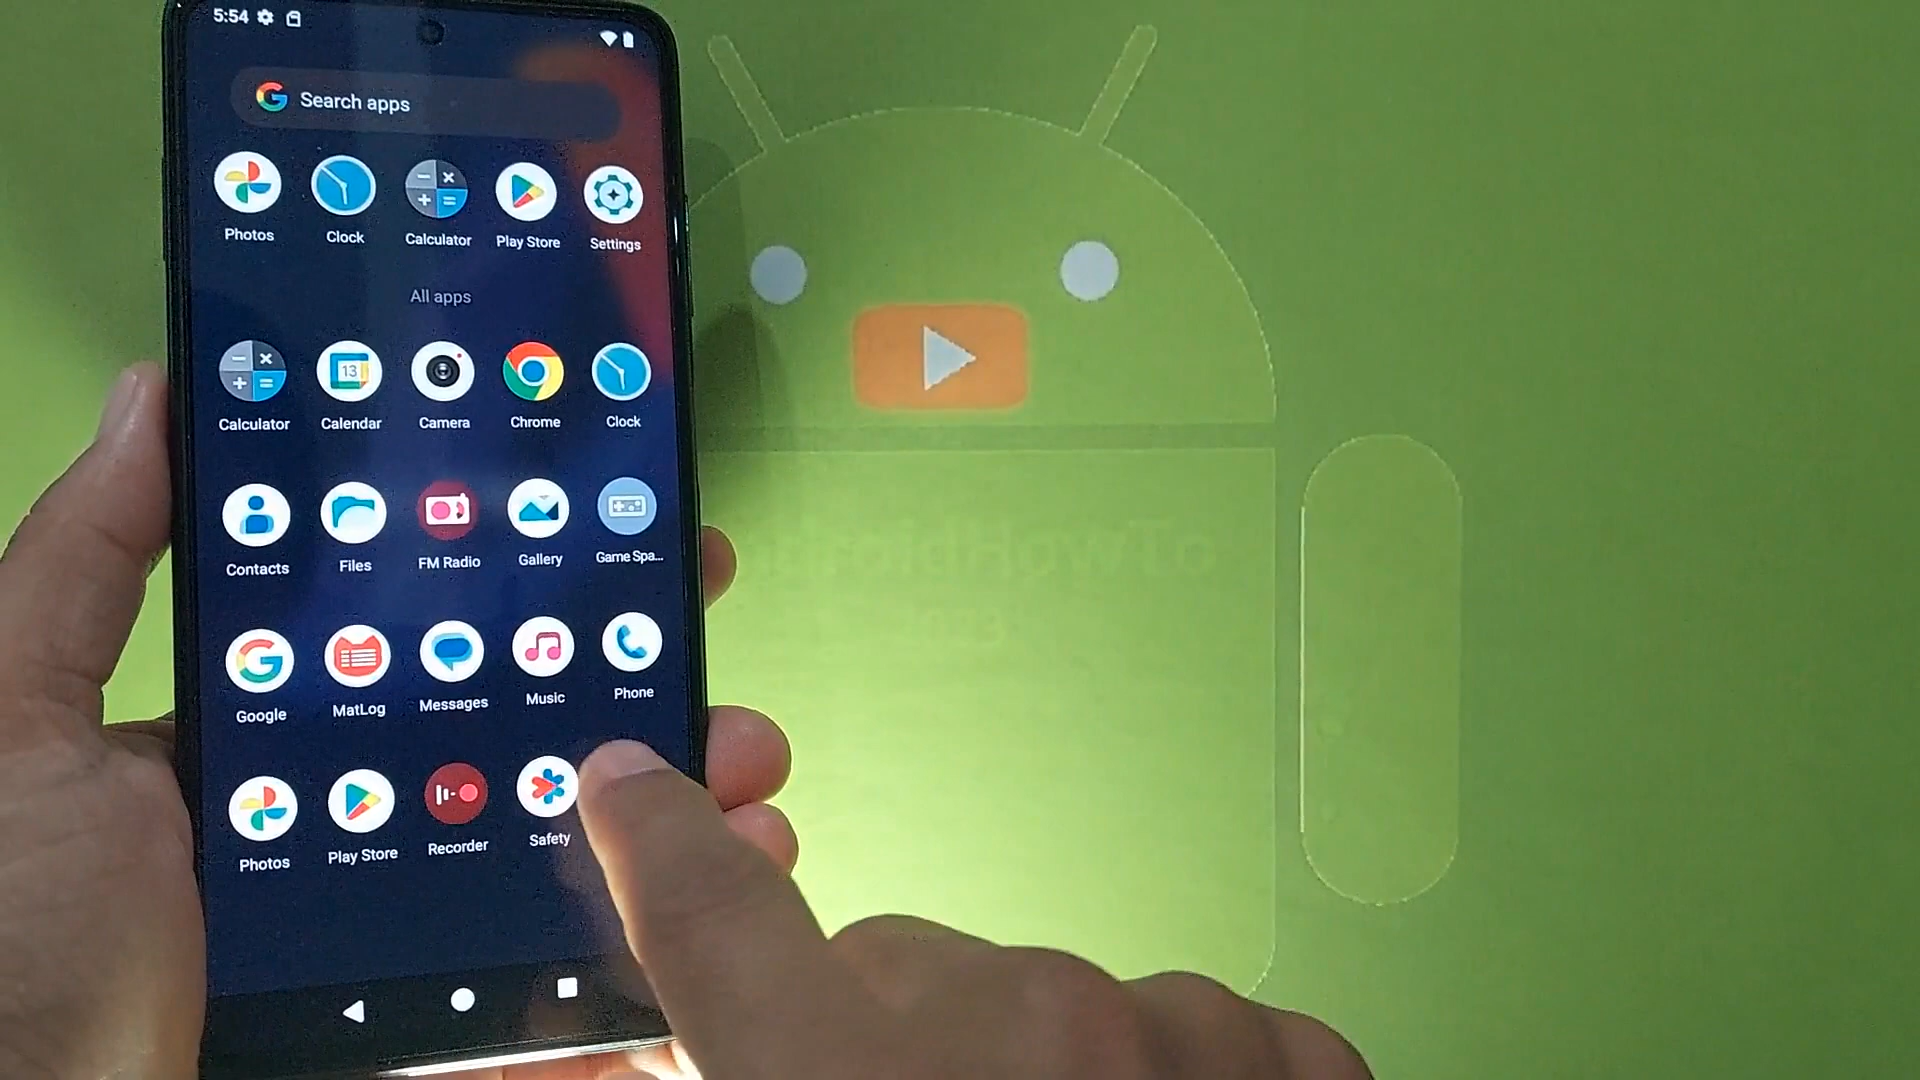 5:54
Search apps
Photos Clock Calculator Play Store Settings
All apps
Calculator Calendar Camera Chrome Clock
Contacts Files FM Radio Gallery Game Spa...
Google MatLog Messages Music Phone
Photos Play Store Recorder Safety